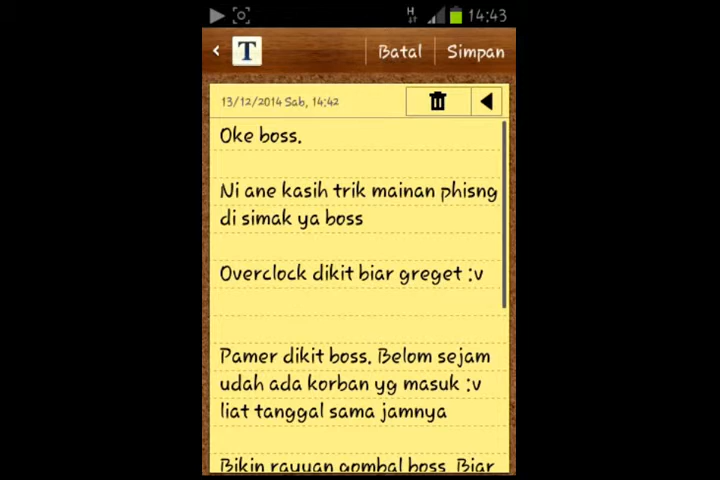 H
14:43
T
Batal
Simpan
13/12/2014 Sab, 14:42
Oke boss.
Ni ane kasih trik mainan phisng
di simak ya boss
Overclock dikit biar greget :v
Pamer dikit boss. Belom sejam
udah ada korban yg masuk :v
liat tanggal sama jamnya
Bikin rayuan gombal boss. Biar